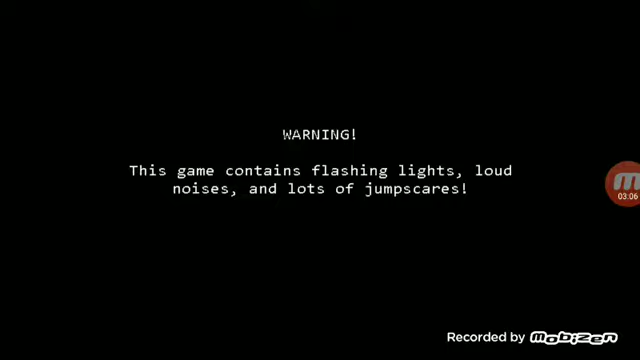 WARNING!
This game contains flashing lights, loud
noises, and lots of jumpscares!
03:06
Recorded by mobizen